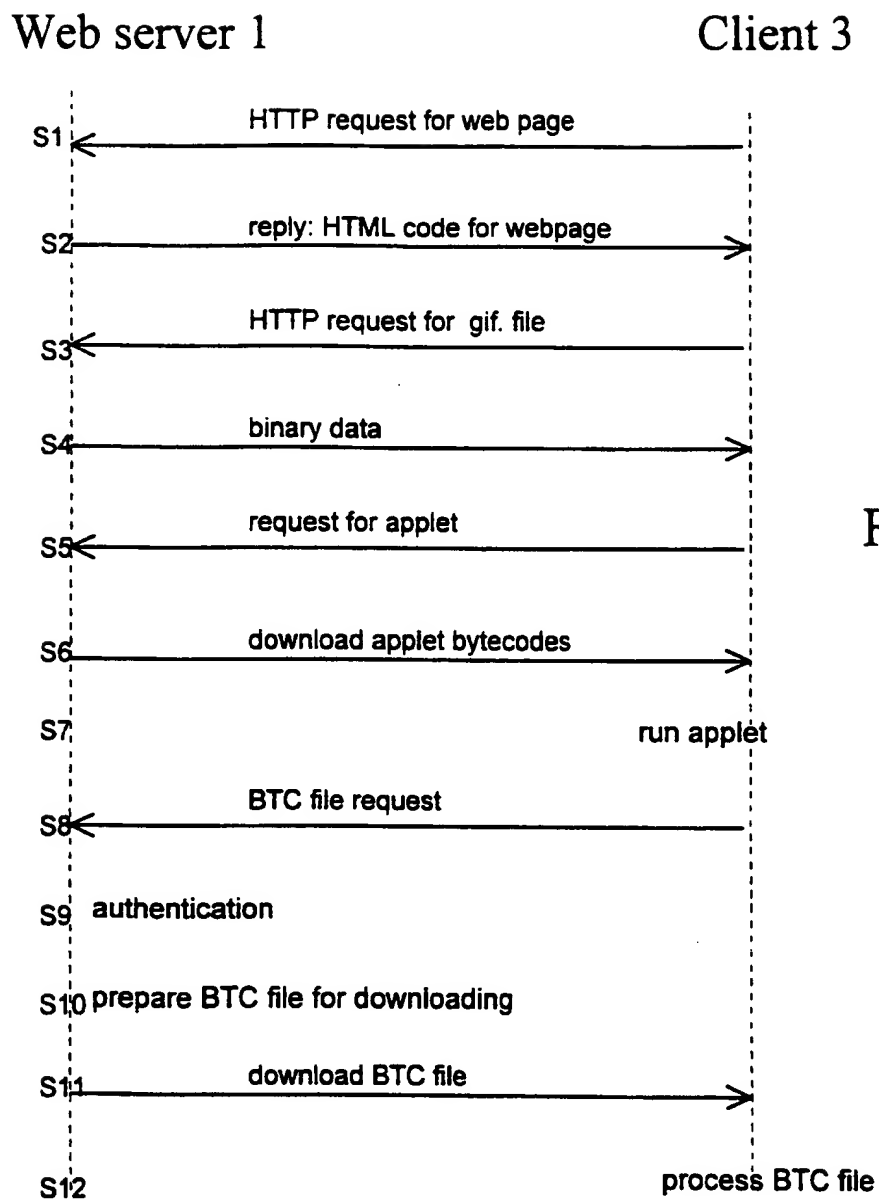 Web server 1 Client 3
HTTP request for web page
S1
reply: HTML code for webpage
S2
HTTP request for gif. file
S3
binary data
S4
request for applet
S5
download applet bytecodes
S6
S7 run applet
BTC file request
S8
S9 authentication
S10 prepare BTC file for downloading
download BTC file
S11
S12 process BTC file